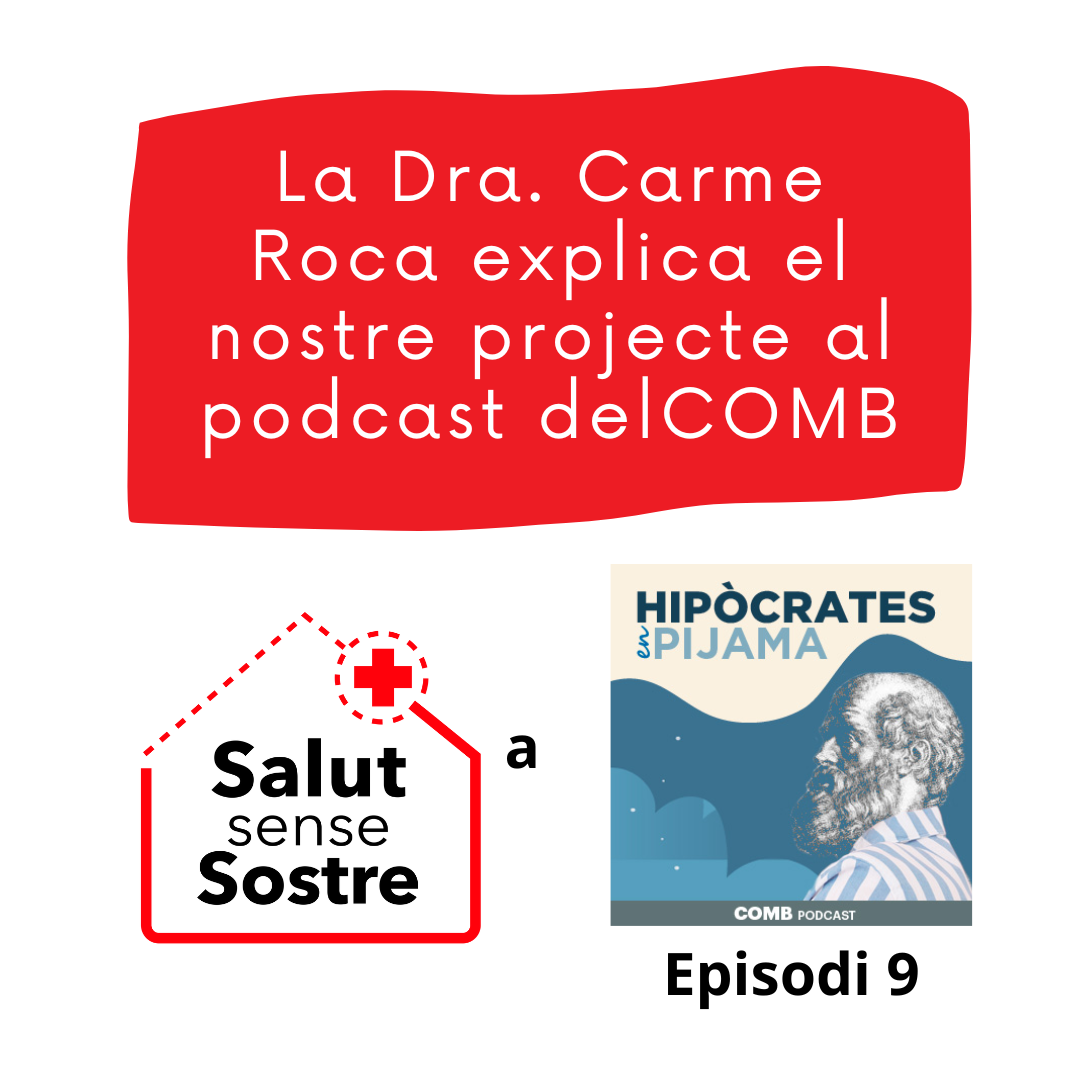 La Dra. Carme
Roca explica el
nostre projecte al
podcast delCOMB
Salut
sense
Sostre
a
HIPÒCRATES
en PIJAMA
COMB PODCAST
Episodi 9